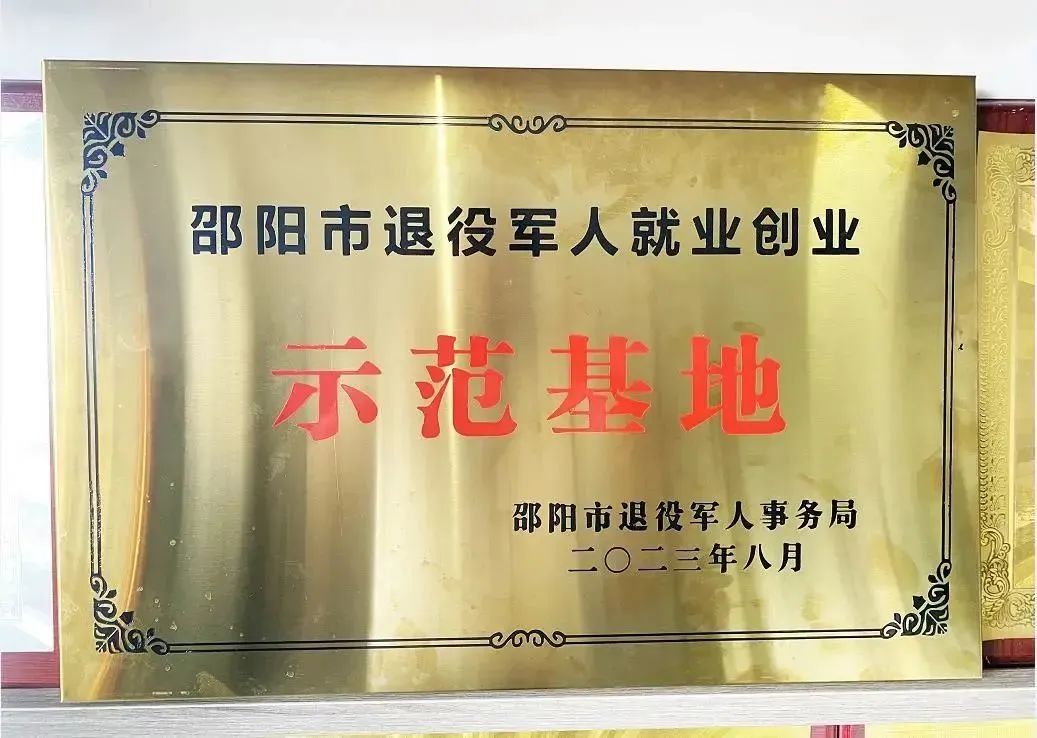 邵阳市退役军人就业创业
示范基地
邵阳市退役军人事务局
二〇二三年八月